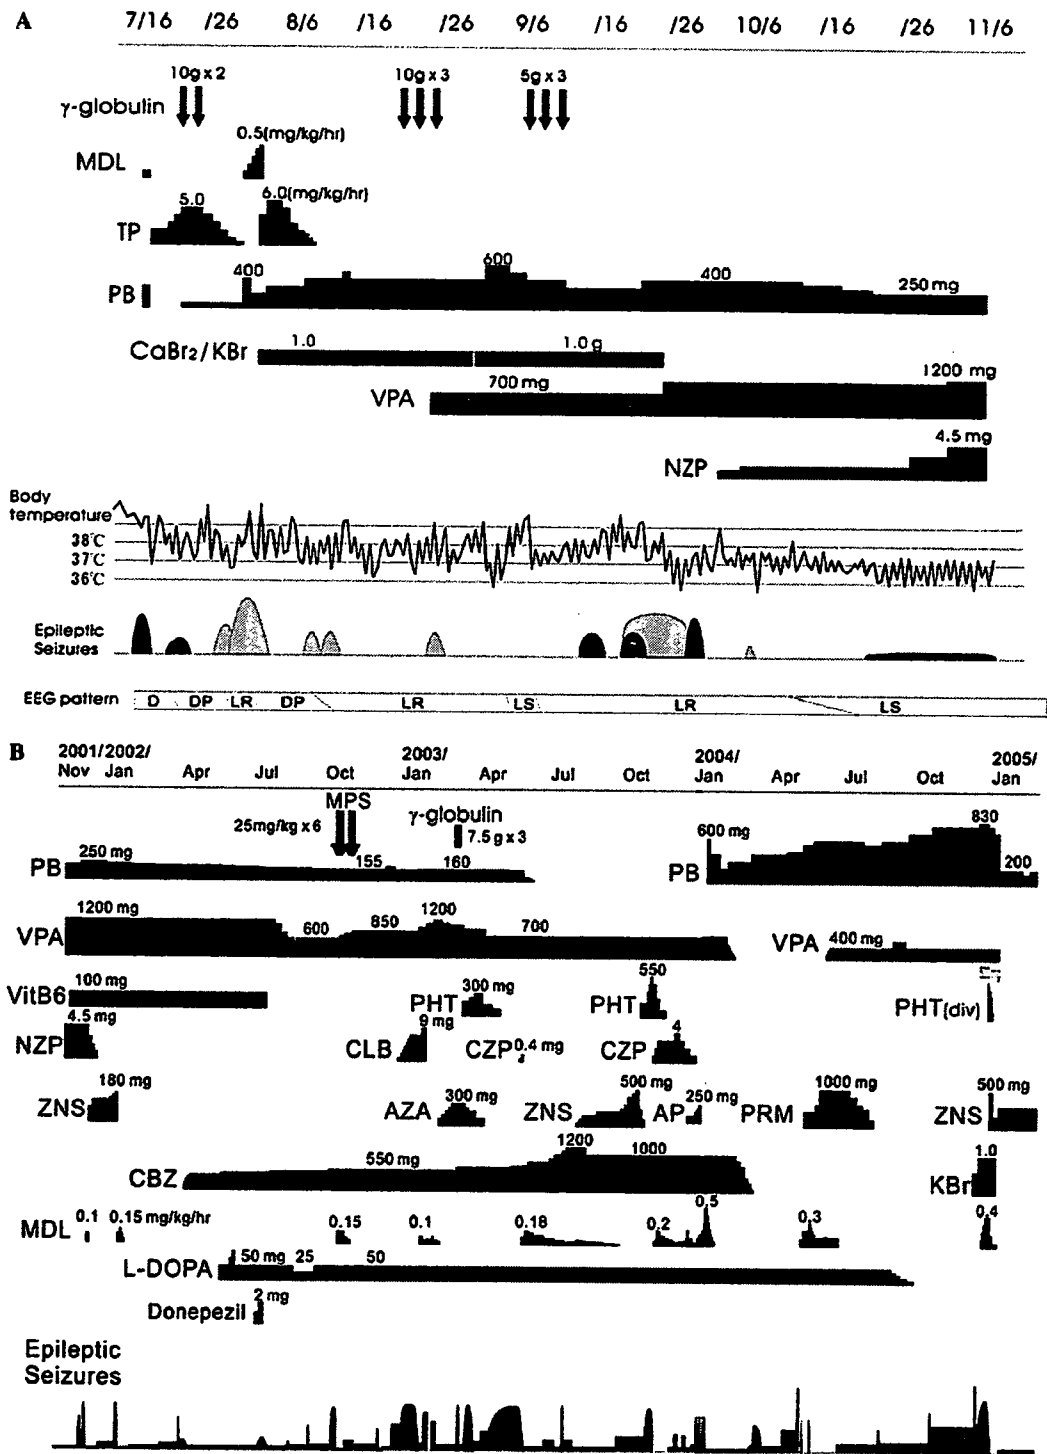 A
7/16 /26 8/6 /16 /26 9/6 /16 /26 10/6 /16 /26 11/6
10g x 2 10g x 3 5g x 3
γ-globulin
0.5(mg/kg/hr)
MDL
5.0 6.0(mg/kg/hr)
TP
400 600 400 250 mg
PB
CaBr2/KBr 1.0 1.0 g
1200 mg
VPA 700 mg
4.5 mg
NZP
Body
temperature
38°C
37°C
36°C
Epileptic
Seizures
EEG pattern D DP LR DP LR LS LR LS
B
2001/2002/ 2003/ 2004/ 2005/
Nov Jan Apr Jul Oct Jan Apr Jul Oct Jan Apr Jul Oct Jan
MPS γ-globulin
25mg/kg x 6 7.5 g x 3
600 mg 830
PB 250 mg 155 160 PB 200
1200 mg 600 850 1200 700
VPA VPA 400 mg
VitB6 100 mg
PHT 300 mg PHT 550 PHT(div)
NZP 4.5 mg CLB 9 mg CZP 0.4 mg CZP 4
ZNS 180 mg AZA 300 mg ZNS 500 mg AP 250 mg PRM 1000 mg ZNS 500 mg
CBZ 550 mg 1200 1000 KBr 1.0
MDL 0.1 0.15 mg/kg/hr 0.15 0.1 0.18 0.2 0.5 0.3 0.4
L-DOPA 50 mg 25 50
Donepezil 2 mg
Epileptic
Seizures